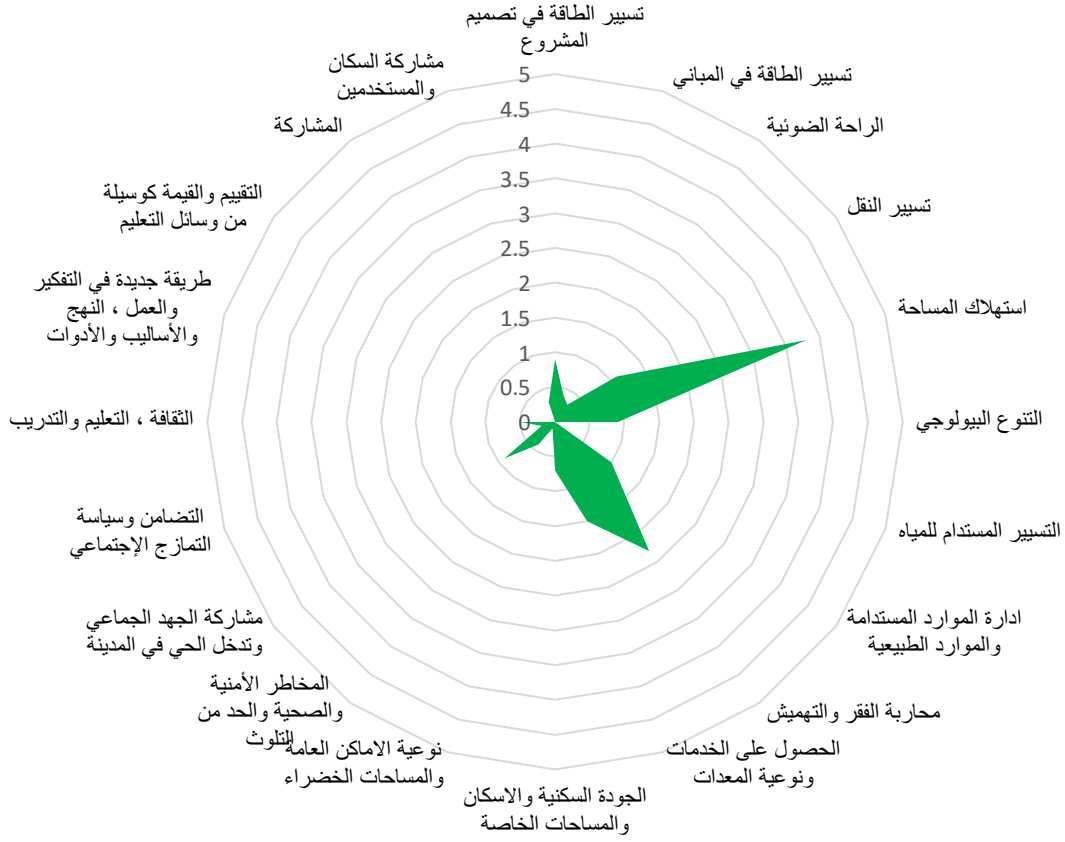 تسيير الطاقة في تصميم
المشروع
تسيير الطاقة في المباني
الراحة الضوئية
تسيير النقل
استهلاك المساحة
التنوع البيولوجي
التسيير المستدام للمياه
ادارة الموارد المستدامة
والموارد الطبيعية
محاربة الفقر والتهميش
الحصول على الخدمات
ونوعية المعدات
الجودة السكنية والاسكان
والمساحات الخاصة
نوعية الاماكن العامة
والمساحات الخضراء
المخاطر الأمنية
والصحية والحد من
التلوث
مشاركة الجهد الجماعي
وتدخل الحي في المدينة
التضامن وسياسة
التمازج الإجتماعي
الثقافة ، التعليم والتدريب
طريقة جديدة في التفكير
والعمل ، النهج
والأساليب والأدوات
التقييم والقيمة كوسيلة
من وسائل التعليم
المشاركة
مشاركة السكان
والمستخدمين
5
4.5
4
3.5
3
2.5
2
1.5
1
0.5
0